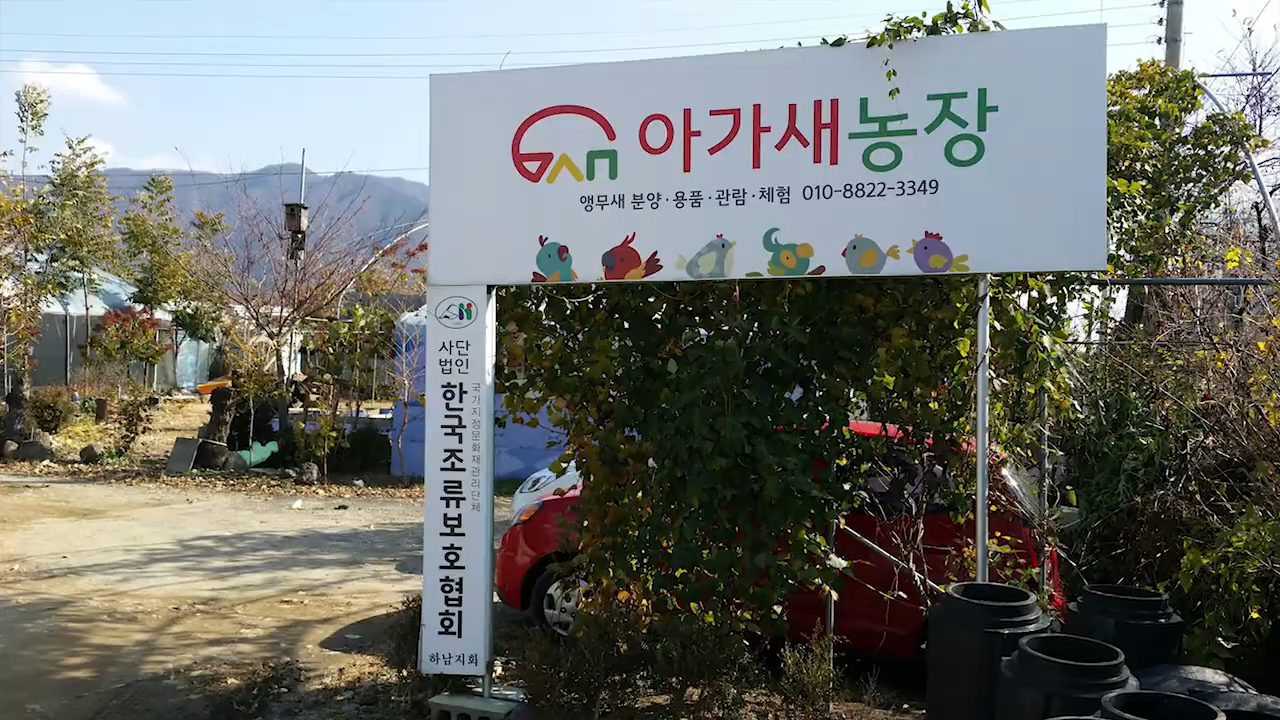 아가새농장
앵무새 분양·용품·관람·체험 010-8822-3349
사단
법인
한국조류보호협회
국가지정문화재관리단체
하남지회